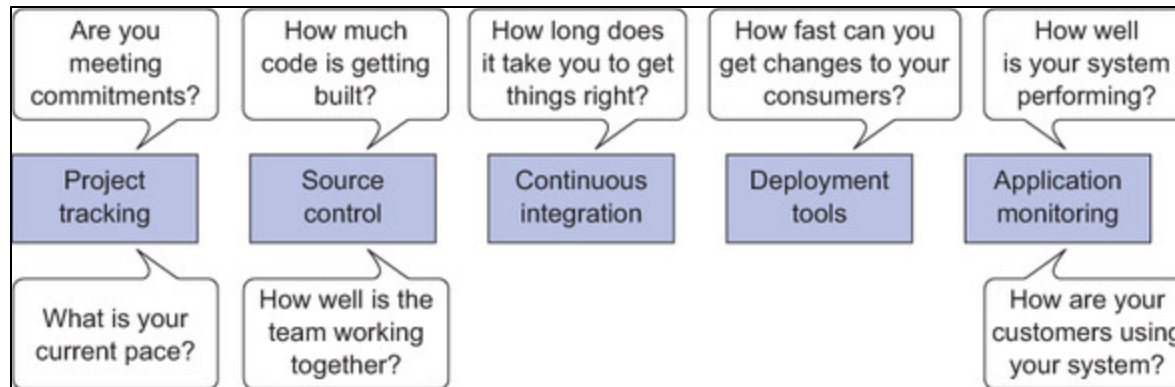 Are you
meeting
commitments?
How much
code is getting
built?
How long does
it take you to get
things right?
How fast can you
get changes to your
consumers?
How well
is your system
performing?
Project
tracking
Source
control
Continuous
integration
Deployment
tools
Application
monitoring
What is your
current pace?
How well is the
team working
together?
How are your
customers using
your system?